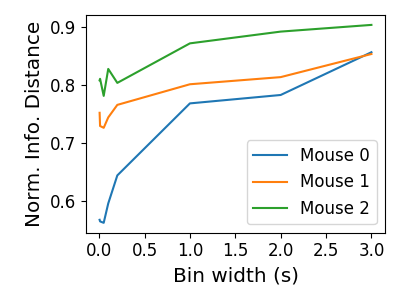 Norm. Info. Distance
0.9
0.8
0.7
0.6
Mouse 0
Mouse 1
Mouse 2
0.0 0.5 1.0 1.5 2.0 2.5 3.0
Bin width (s)